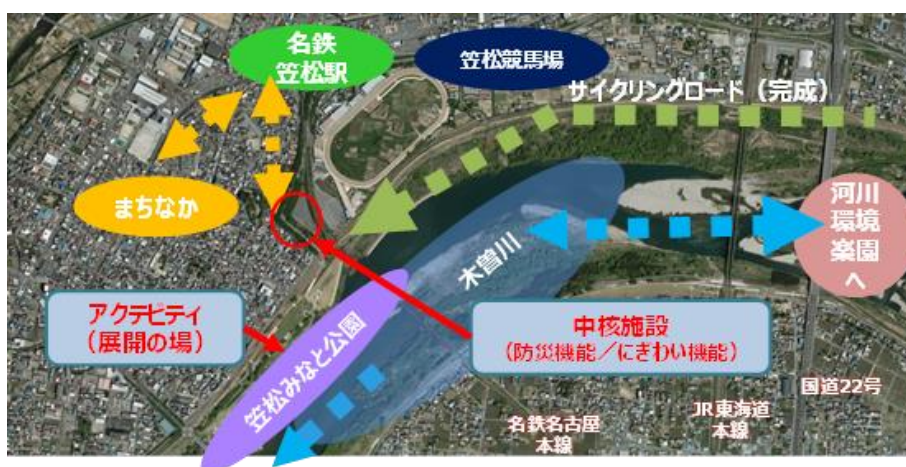 名鉄
笠松駅
笠松競馬場
サイクリングロード（完成）
まちなか
河川
環境
楽園
へ
木曽川
アクテビティ
（展開の場）
中核施設
（防災機能／にぎわい機能）
笠松みなと公園
国道22号
JR東海道
本線
名鉄名古屋
本線